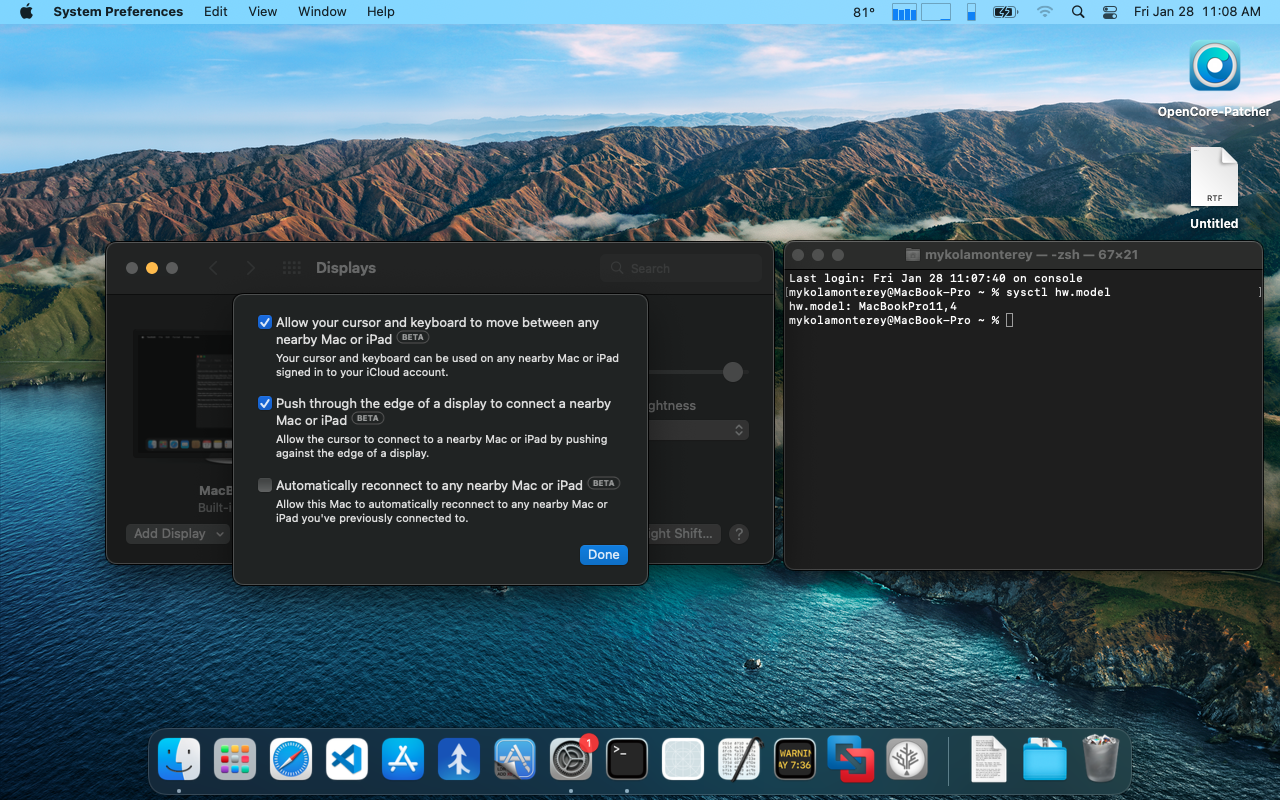 System Preferences Edit View Window Help 81° Fri Jan 28 11:08 AM
OpenCore-Patcher
RTF
Untitled
Displays
Search
MacB
Built-i
ghtness
Add Display
ight Shift...
?
Allow your cursor and keyboard to move between any
nearby Mac or iPad BETA
Your cursor and keyboard can be used on any nearby Mac or iPad
signed in to your iCloud account.
Push through the edge of a display to connect a nearby
Mac or iPad BETA
Allow the cursor to connect to a nearby Mac or iPad by pushing
against the edge of a display.
Automatically reconnect to any nearby Mac or iPad BETA
Allow this Mac to automatically reconnect to any nearby Mac or
iPad you've previously connected to.
Done
mykolamonterey — -zsh — 67×21
Last login: Fri Jan 28 11:07:40 on console
[mykolamonterey@MacBook-Pro ~ % sysctl hw.model ]
hw.model: MacBookPro11,4
mykolamonterey@MacBook-Pro ~ %
1
>_
WARNIN
AY 7:36